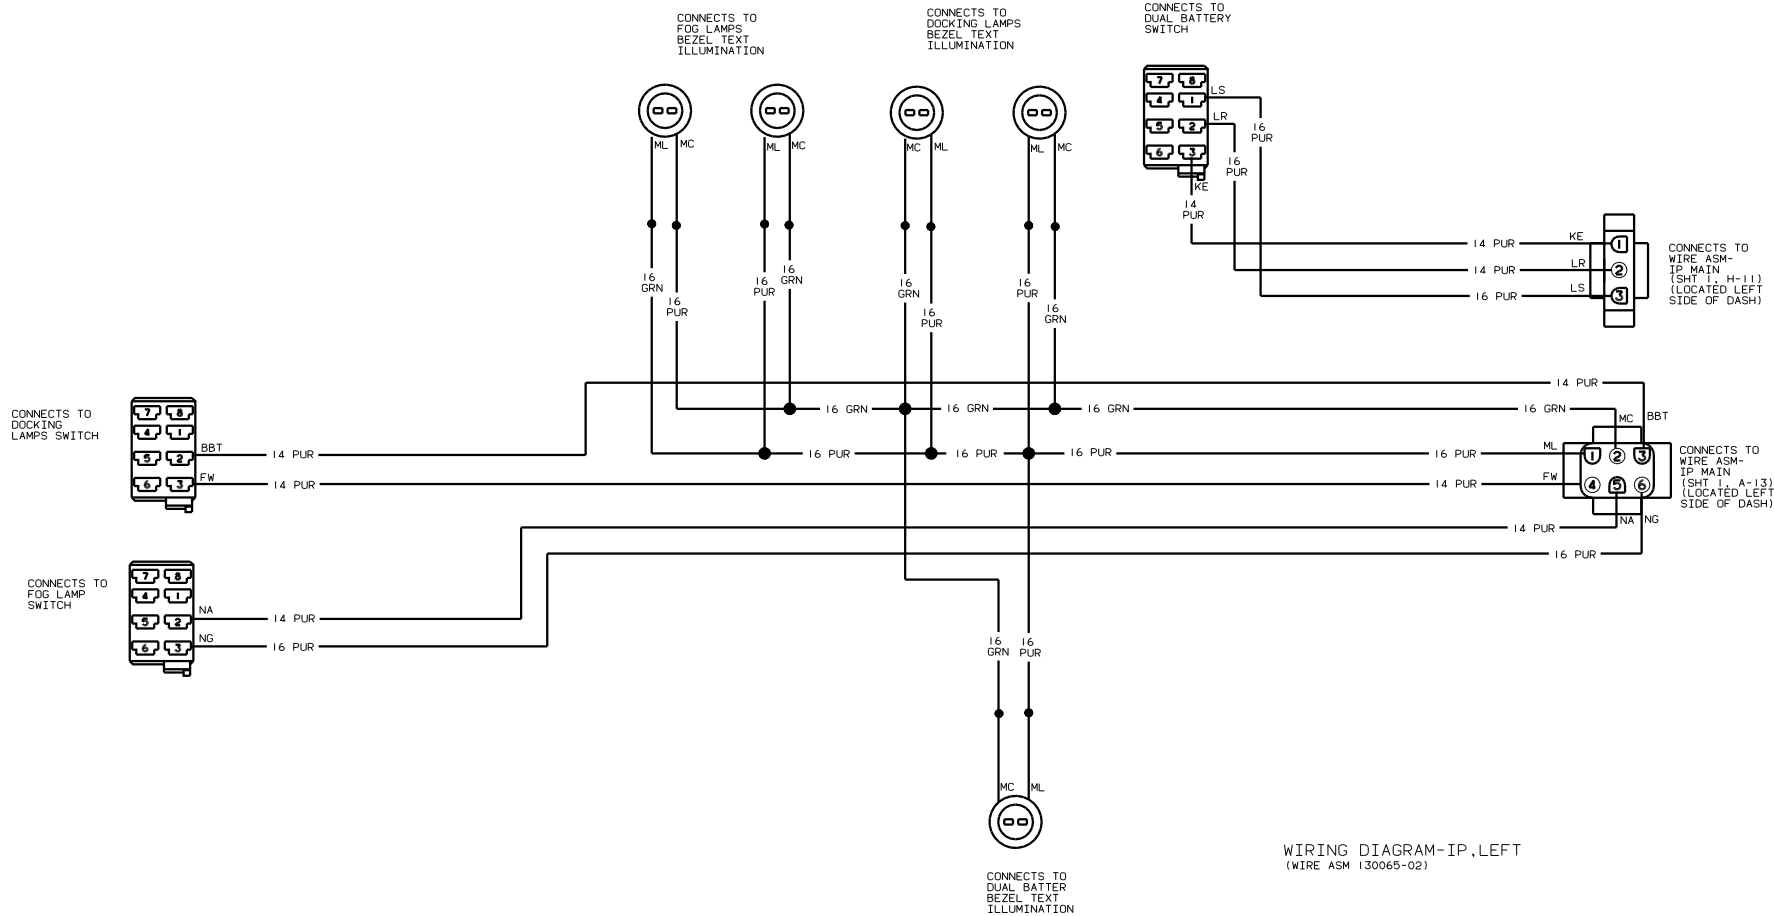 CONNECTS TO
FOG LAMPS
BEZEL TEXT
ILLUMINATION
CONNECTS TO
DOCKING LAMPS
BEZEL TEXT
ILLUMINATION
CONNECTS TO
DUAL BATTERY
SWITCH
7 8
4 1 LS
5 2 LR
6 3
KE
16
PUR
16
PUR
14
PUR
ML MC
ML MC
MC ML
ML MC
16
GRN
16
PUR
16
PUR
16
GRN
16
GRN
16
PUR
16
PUR
16
GRN
14 PUR KE 1
14 PUR LR 2
16 PUR LS 3
CONNECTS TO
WIRE ASM-
IP MAIN
(SHT 1, H-11)
(LOCATED LEFT
SIDE OF DASH)
14 PUR
16 GRN 16 GRN 16 GRN 16 GRN
MC BBT
CONNECTS TO
DOCKING
LAMPS SWITCH
7 8
4 1
5 2 BBT 14 PUR
6 3 FW 14 PUR
16 PUR 16 PUR 16 PUR 16 PUR ML
14 PUR FW
1 2 3
4 5 6
NA NG
CONNECTS TO
WIRE ASM-
IP MAIN
(SHT 1, A-13)
(LOCATED LEFT
SIDE OF DASH)
14 PUR
16 PUR
CONNECTS TO
FOG LAMP
SWITCH
7 8
4 1
5 2 NA 14 PUR
6 3 NG 16 PUR
16
GRN
16
PUR
MC ML
CONNECTS TO
DUAL BATTER
BEZEL TEXT
ILLUMINATION
WIRING DIAGRAM-IP,LEFT
(WIRE ASM 130065-02)